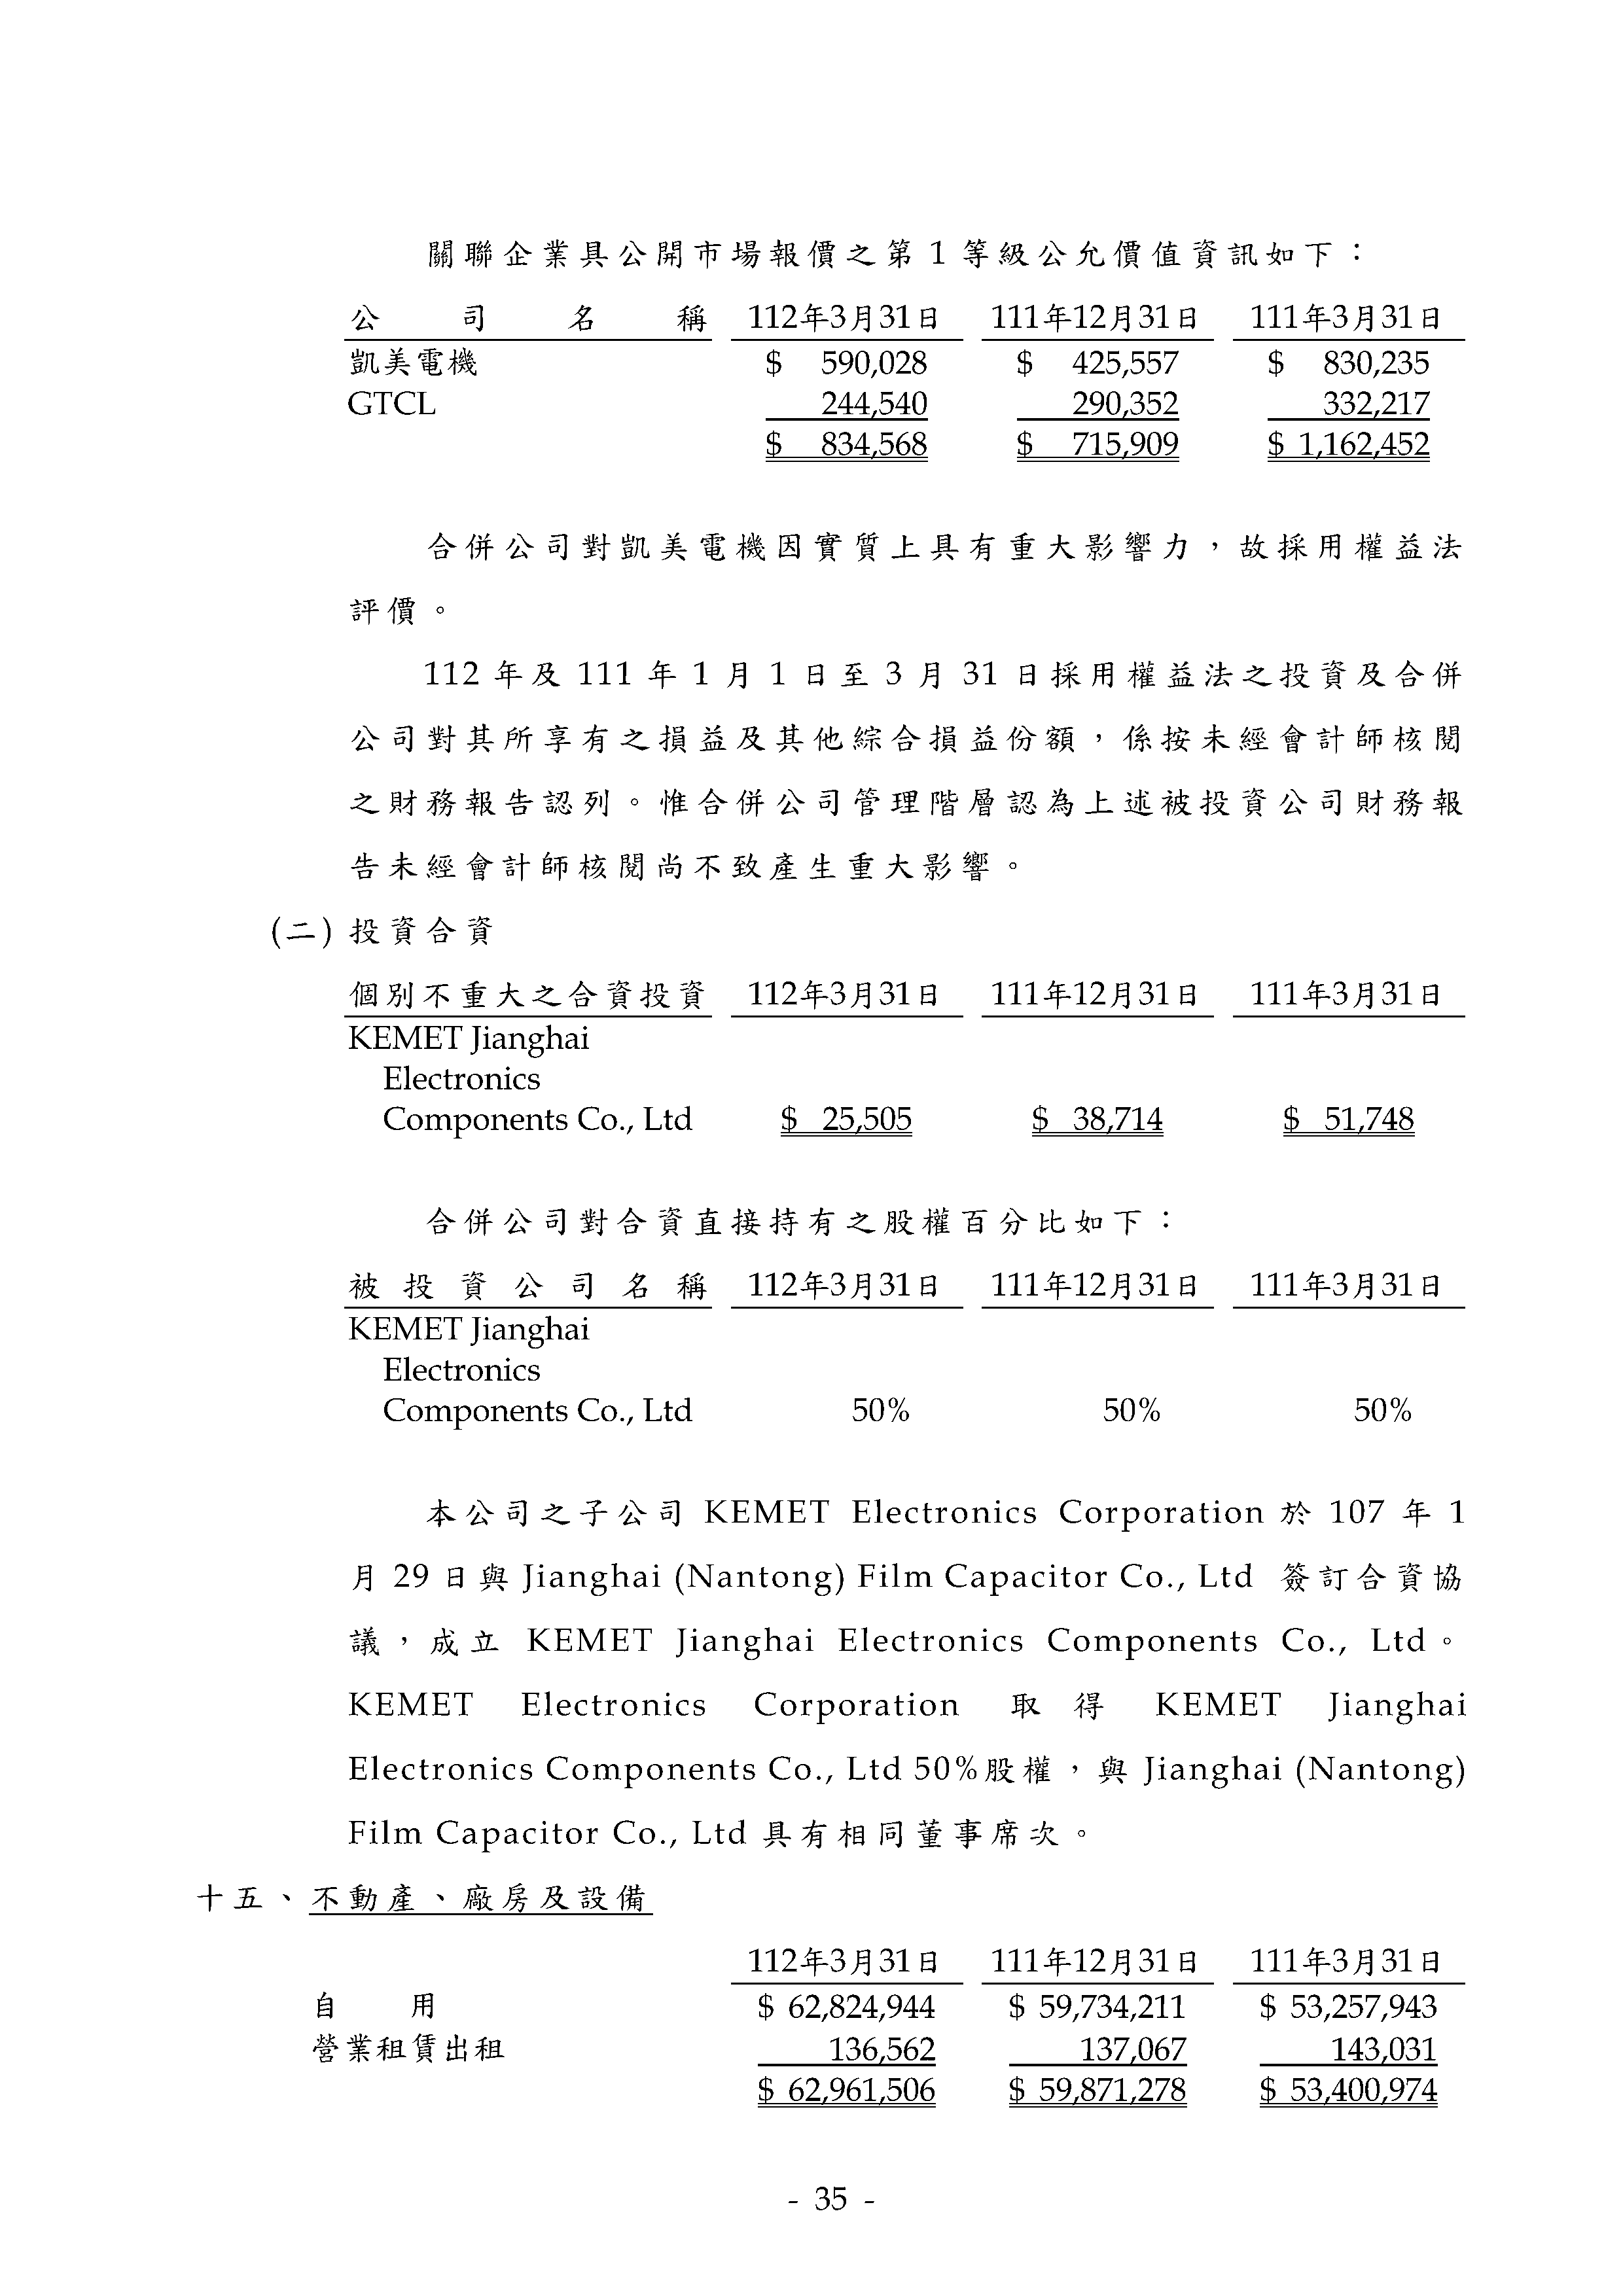 關聯企業具公開市場報價之第 1 等級公允價值資訊如下：
公司名稱 112年3月31日 111年12月31日 111年3月31日
凱美電機 $ 590,028 $ 425,557 $ 830,235
GTCL 244,540 290,352 332,217
$ 834,568 $ 715,909 $ 1,162,452
合併公司對凱美電機因實質上具有重大影響力，故採用權益法
評價。
112 年及 111 年 1 月 1 日至 3 月 31 日採用權益法之投資及合併
公司對其所享有之損益及其他綜合損益份額，係按未經會計師核閱
之財務報告認列。惟合併公司管理階層認為上述被投資公司財務報
告未經會計師核閱尚不致產生重大影響。
(二) 投資合資
個別不重大之合資投資 112年3月31日 111年12月31日 111年3月31日
KEMET Jianghai
Electronics
Components Co., Ltd $ 25,505 $ 38,714 $ 51,748
合併公司對合資直接持有之股權百分比如下：
被投資公司名稱 112年3月31日 111年12月31日 111年3月31日
KEMET Jianghai
Electronics
Components Co., Ltd 50% 50% 50%
本公司之子公司 KEMET Electronics Corporation 於 107 年 1
月 29 日與 Jianghai (Nantong) Film Capacitor Co., Ltd 簽訂合資協
議，成立 KEMET Jianghai Electronics Components Co., Ltd。
KEMET Electronics Corporation 取得 KEMET Jianghai
Electronics Components Co., Ltd 50%股權，與 Jianghai (Nantong)
Film Capacitor Co., Ltd 具有相同董事席次。
十五、不動產、廠房及設備
112年3月31日 111年12月31日 111年3月31日
自用 $ 62,824,944 $ 59,734,211 $ 53,257,943
營業租賃出租 136,562 137,067 143,031
$ 62,961,506 $ 59,871,278 $ 53,400,974
- 35 -